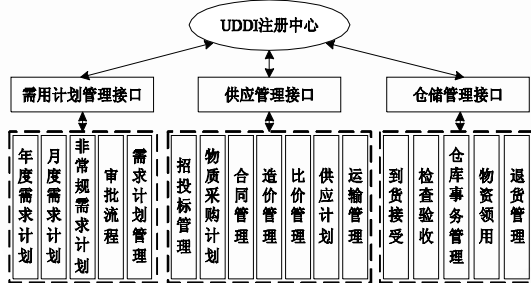 UDDI注册中心
需用计划管理接口
供应管理接口
仓储管理接口
年度需求计划
月度需求计划
非常规需求计划
审批流程
需求计划管理
招投标管理
物质采购计划
合同管理
造价管理
比价管理
供应计划
运输管理
到货接受
检查验收
仓库事务管理
物资领用
退货管理